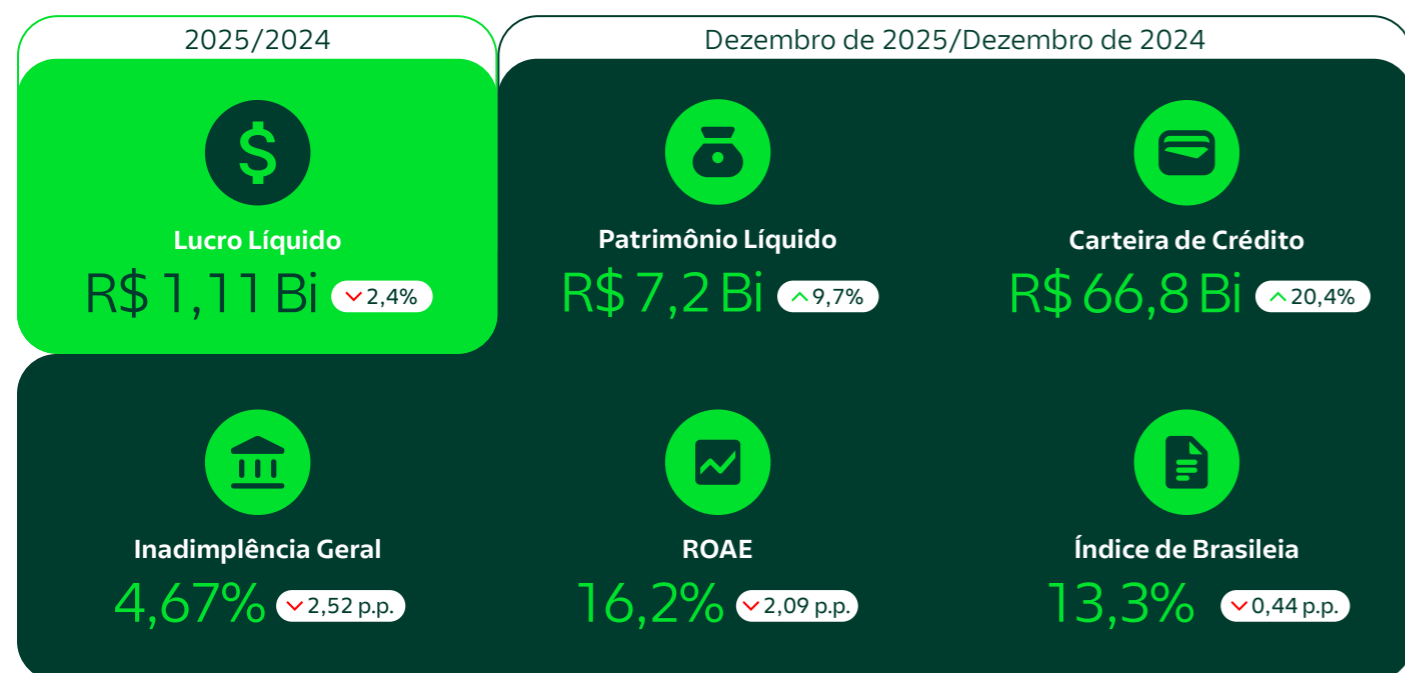 2025/2024
Dezembro de 2025/Dezembro de 2024
$
Lucro Líquido
R$ 1,11 Bi 2,4%
Patrimônio Líquido
R$ 7,2 Bi 9,7%
Carteira de Crédito
R$ 66,8 Bi 20,4%
Inadimplência Geral
4,67% 2,52 p.p.
ROAE
16,2% 2,09 p.p.
Índice de Brasileia
13,3% 0,44 p.p.